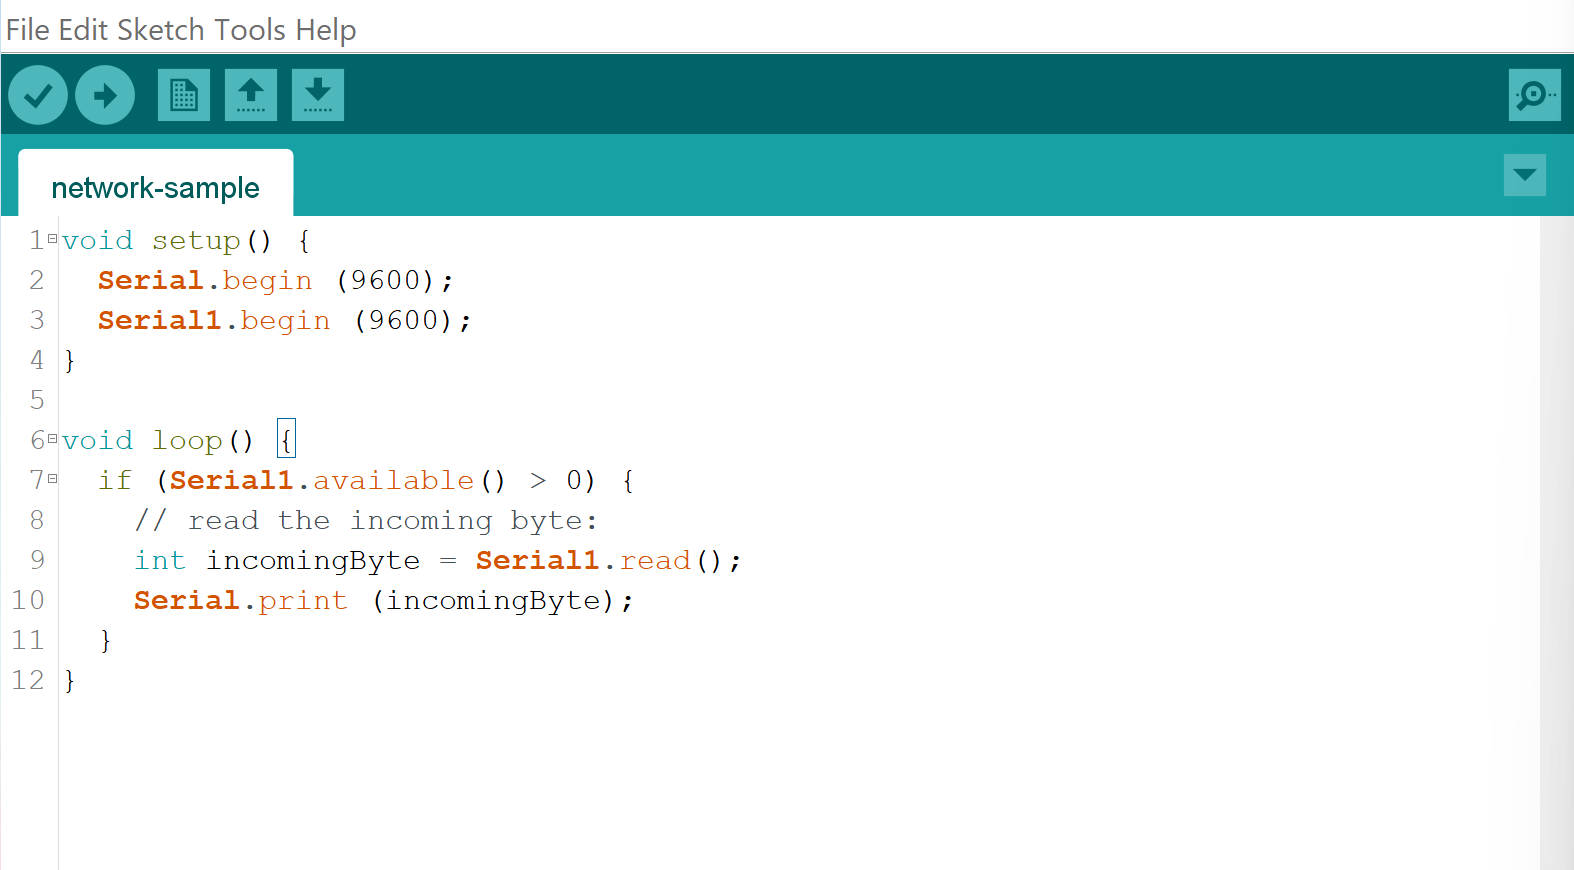 File Edit Sketch Tools Help
network-sample
1 void setup() {
2   Serial.begin (9600);
3   Serial1.begin (9600);
4 }
5
6 void loop() {
7   if (Serial1.available() > 0) {
8     // read the incoming byte:
9     int incomingByte = Serial1.read();
10     Serial.print (incomingByte);
11   }
12 }